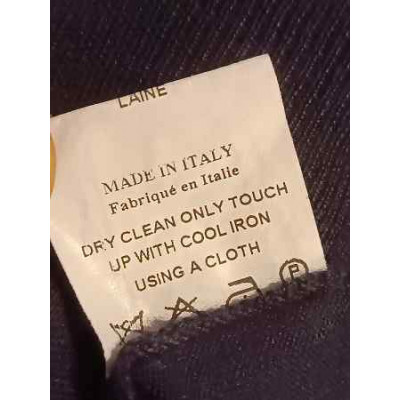 LAINE
MADE IN ITALY
Fabriqué en Italie
DRY CLEAN ONLY TOUCH
UP WITH COOL IRON
USING A CLOTH
P